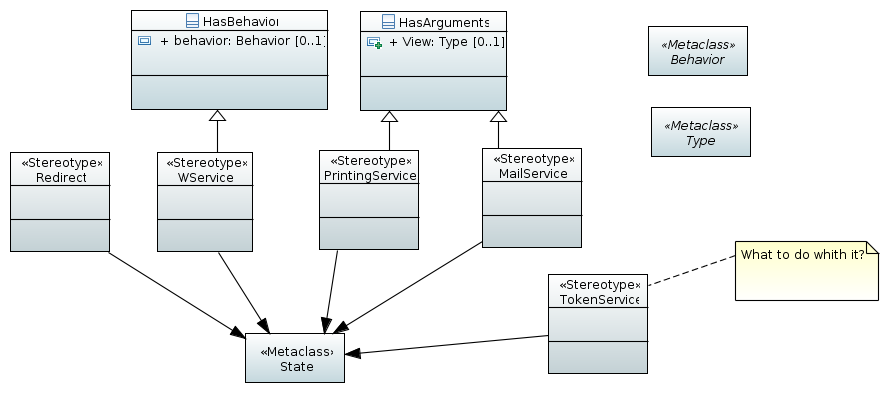 HasBehavior
+ behavior: Behavior [0..1]
HasArguments
+ View: Type [0..1]
«Metaclass»
Behavior
«Metaclass»
Type
«Stereotype»
Redirect
«Stereotype»
WService
«Stereotype»
PrintingService
«Stereotype»
MailService
What to do whith it?
«Stereotype»
TokenService
«Metaclass»
State